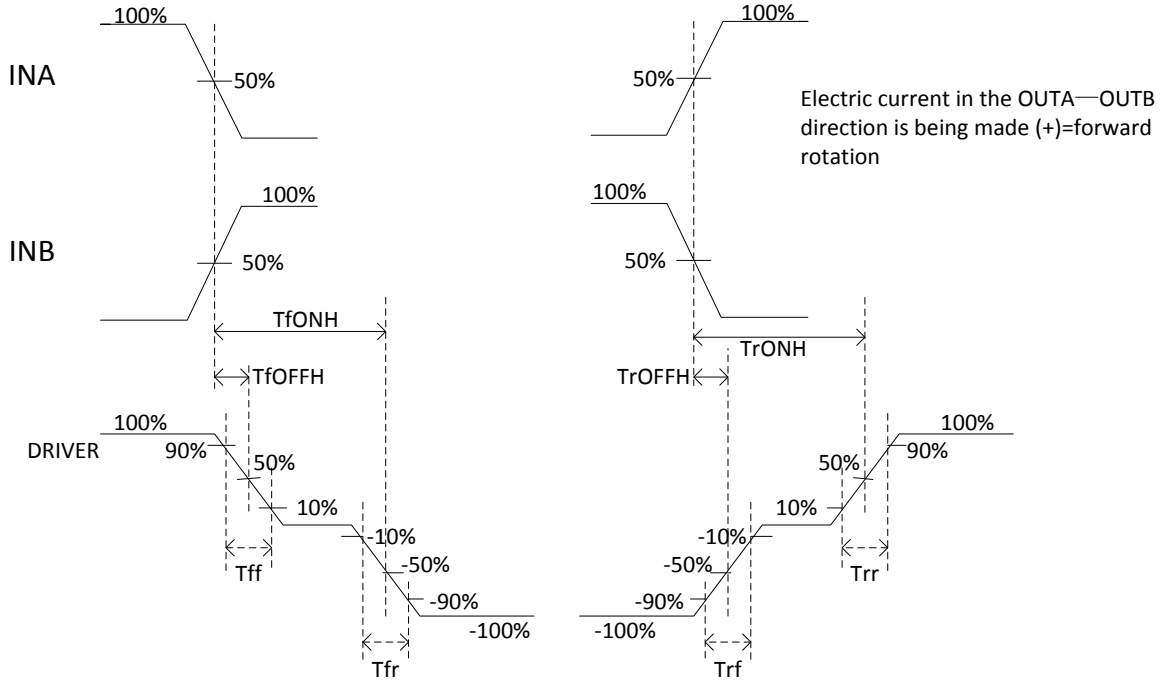 100%
100%
INA
50%
50%
Electric current in the OUTA—OUTB
direction is being made (+)=forward
rotation
100%
100%
INB
50%
50%
TfONH
TrONH
TfOFFH
TrOFFH
100%
100%
DRIVER
90%
90%
50%
50%
10%
10%
-10%
-10%
Tff
Trr
-50%
-50%
-90%
-90%
-100%
-100%
Tfr
Trf